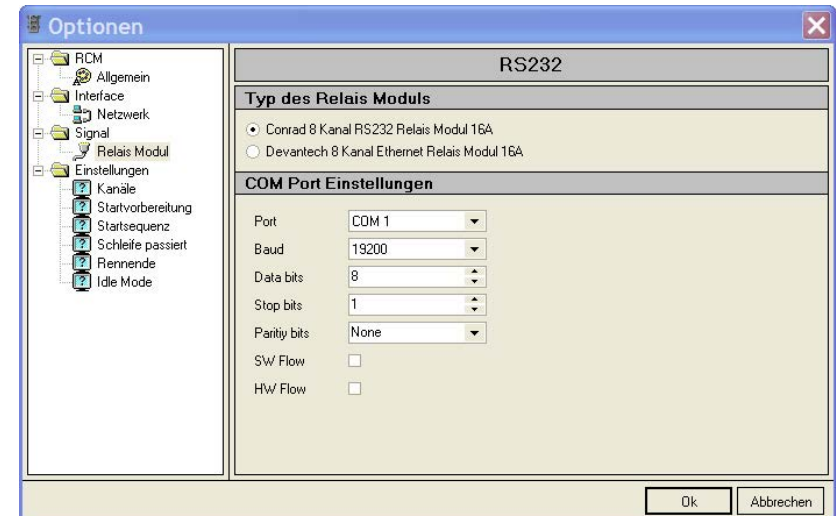 Optionen
RCM
Allgemein
Interface
Netzwerk
Signal
Relais Modul
Einstellungen
Kanäle
Startvorbereitung
Startsequenz
Schleife passiert
Rennende
Idle Mode
RS232
Typ des Relais Moduls
Conrad 8 Kanal RS232 Relais Modul 16A
Devantech 8 Kanal Ethernet Relais Modul 16A
COM Port Einstellungen
Port COM 1
Baud 19200
Data bits 8
Stop bits 1
Paritiy bits None
SW Flow
HW Flow
Ok Abbrechen